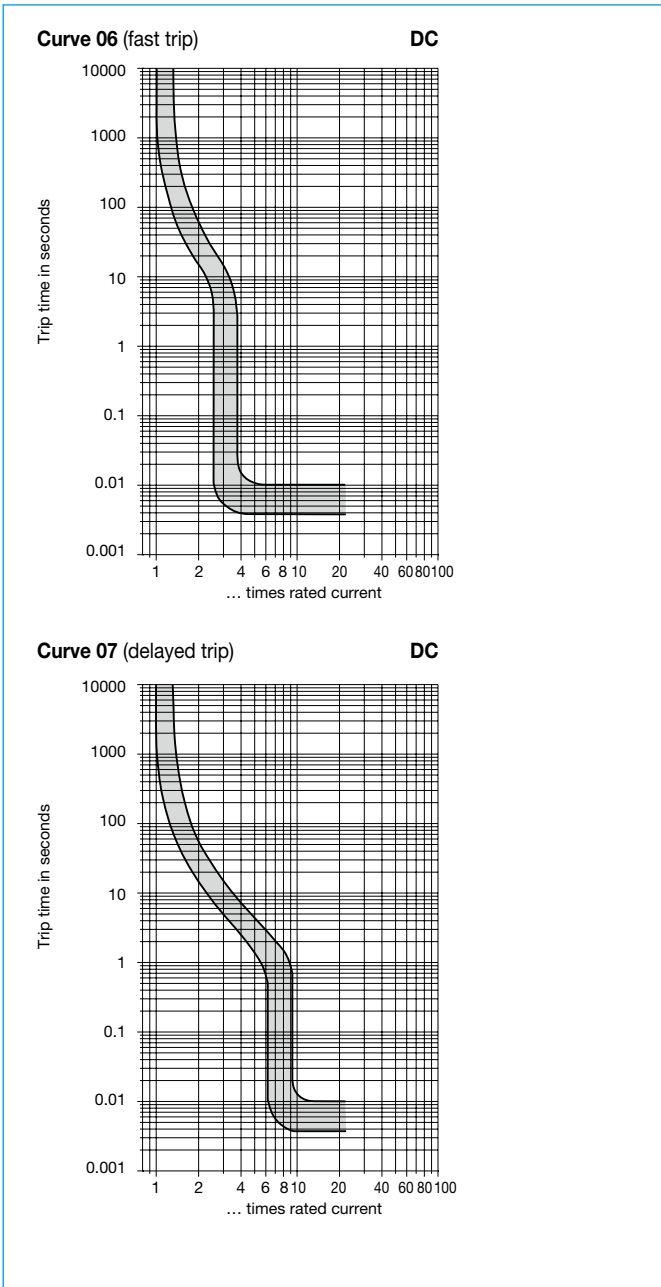 Curve 06 (fast trip) DC
10000
1000
100
10
1
0.1
0.01
0.001
Trip time in seconds
1 2 4 6 8 10 20 40 60 80 100
... times rated current
Curve 07 (delayed trip) DC
10000
1000
100
10
1
0.1
0.01
0.001
Trip time in seconds
1 2 4 6 8 10 20 40 60 80 100
... times rated current